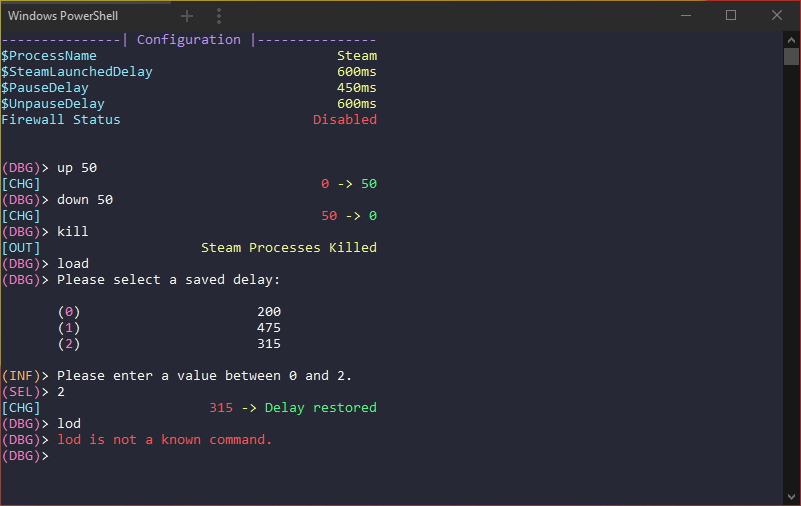 Windows PowerShell
---------------| Configuration |---------------
$ProcessName Steam
$SteamLaunchedDelay 600ms
$PauseDelay 450ms
$UnpauseDelay 600ms
Firewall Status Disabled
(DBG)> up 50
[CHG] 0 -> 50
(DBG)> down 50
[CHG] 50 -> 0
(DBG)> kill
[OUT] Steam Processes Killed
(DBG)> load
(DBG)> Please select a saved delay:
(0) 200
(1) 475
(2) 315
(INF)> Please enter a value between 0 and 2.
(SEL)> 2
[CHG] 315 -> Delay restored
(DBG)> lod
(DBG)> lod is not a known command.
(DBG)>